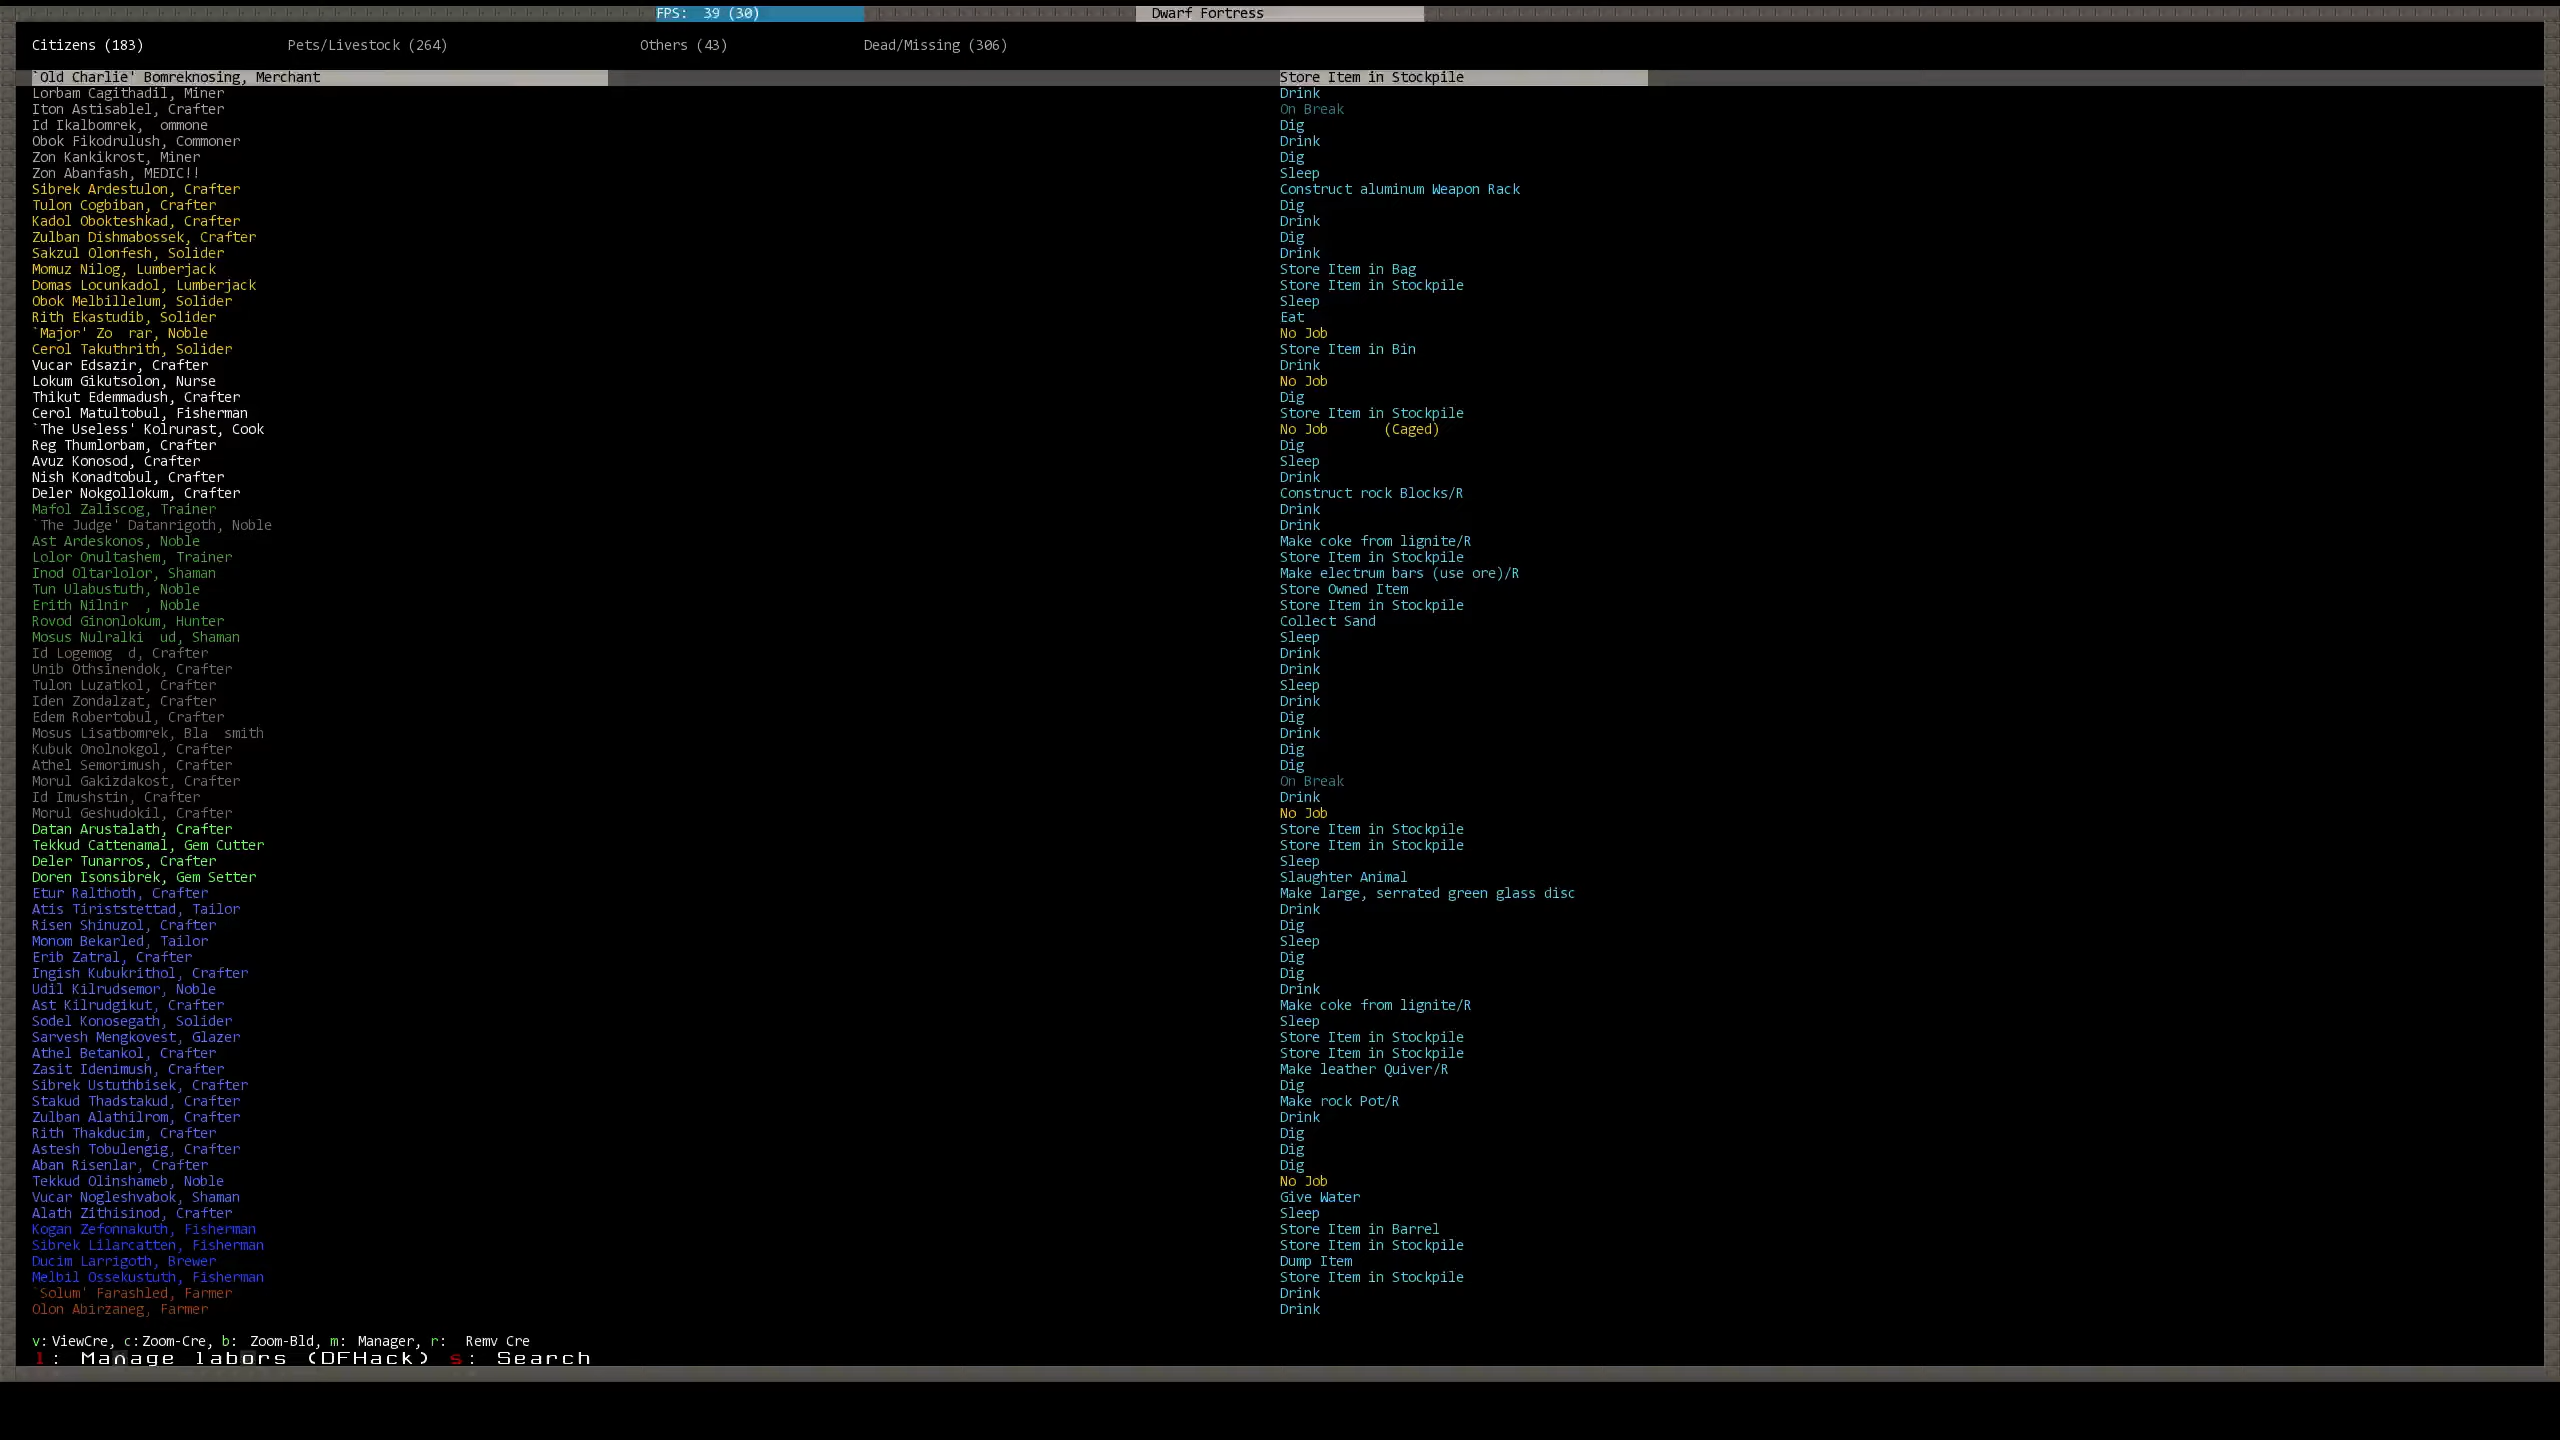 FPS: 39 (30) Dwarf Fortress
Citizens (183) Pets/Livestock (264) Others (43) Dead/Missing (306)
`Old Charlie' Bomreknosing, Merchant Store Item in Stockpile
Lorbam Cagithadil, Miner Drink
Iton Astisablel, Crafter On Break
Id Ikalbomrek, ommone Dig
Obok Fikodrulush, Commoner Drink
Zon Kankikrost, Miner Dig
Zon Abanfash, MEDIC!! Sleep
Sibrek Ardestulon, Crafter Construct aluminum Weapon Rack
Tulon Cogbiban, Crafter Dig
Kadol Obokteshkad, Crafter Drink
Zulban Dishmabossek, Crafter Dig
Sakzul Olonfesh, Solider Drink
Momuz Nilog, Lumberjack Store Item in Bag
Domas Locunkadol, Lumberjack Store Item in Stockpile
Obok Melbillelum, Solider Sleep
Rith Ekastudib, Solider Eat
`Major' Zo rar, Noble No Job
Cerol Takuthrith, Solider Store Item in Bin
Vucar Edsazir, Crafter Drink
Lokum Gikutsolon, Nurse No Job
Thikut Edemmadush, Crafter Dig
Cerol Matultobul, Fisherman Store Item in Stockpile
`The Useless' Kolrurast, Cook No Job (Caged)
Reg Thumlorbam, Crafter Dig
Avuz Konosod, Crafter Sleep
Nish Konadtobul, Crafter Drink
Deler Nokgollokum, Crafter Construct rock Blocks/R
Mafol Zaliscog, Trainer Drink
`The Judge' Datanrigoth, Noble Drink
Ast Ardeskonos, Noble Make coke from lignite/R
Lolor Onultashem, Trainer Store Item in Stockpile
Inod Oltarlolor, Shaman Make electrum bars (use ore)/R
Tun Ulabustuth, Noble Store Owned Item
Erith Nilnir , Noble Store Item in Stockpile
Rovod Ginonlokum, Hunter Collect Sand
Mosus Nulralki ud, Shaman Sleep
Id Logemog d, Crafter Drink
Unib Othsinendok, Crafter Drink
Tulon Luzatkol, Crafter Sleep
Iden Zondalzat, Crafter Drink
Edem Robertobul, Crafter Dig
Mosus Lisatbomrek, Bla smith Drink
Kubuk Onolnokgol, Crafter Dig
Athel Semorimush, Crafter Dig
Morul Gakizdakost, Crafter On Break
Id Imushstin, Crafter Drink
Morul Geshudokil, Crafter No Job
Datan Arustalath, Crafter Store Item in Stockpile
Tekkud Cattenamal, Gem Cutter Store Item in Stockpile
Deler Tunarros, Crafter Sleep
Doren Isonsibrek, Gem Setter Slaughter Animal
Etur Ralthoth, Crafter Make large, serrated green glass disc
Atis Tiriststettad, Tailor Drink
Risen Shinuzol, Crafter Dig
Monom Bekarled, Tailor Sleep
Erib Zatral, Crafter Dig
Ingish Kubukrithol, Crafter Dig
Udil Kilrudsemor, Noble Drink
Ast Kilrudgikut, Crafter Make coke from lignite/R
Sodel Konosegath, Solider Sleep
Sarvesh Mengkovest, Glazer Store Item in Stockpile
Athel Betankol, Crafter Store Item in Stockpile
Zasit Idenimush, Crafter Make leather Quiver/R
Sibrek Ustuthbisek, Crafter Dig
Stakud Thadstakud, Crafter Make rock Pot/R
Zulban Alathilrom, Crafter Drink
Rith Thakducim, Crafter Dig
Astesh Tobulengig, Crafter Dig
Aban Risenlar, Crafter Dig
Tekkud Olinshameb, Noble No Job
Vucar Nogleshvabok, Shaman Give Water
Alath Zithisinod, Crafter Sleep
Kogan Zefonnakuth, Fisherman Store Item in Barrel
Sibrek Lilarcatten, Fisherman Store Item in Stockpile
Ducim Larrigoth, Brewer Dump Item
Melbil Ossekustuth, Fisherman Store Item in Stockpile
`Solum' Farashled, Farmer Drink
Olon Abirzaneg, Farmer Drink
v: ViewCre, c: Zoom-Cre, b: Zoom-Bld, m: Manager, r: Remv Cre
l: Manage labors (DFHack) s: Search